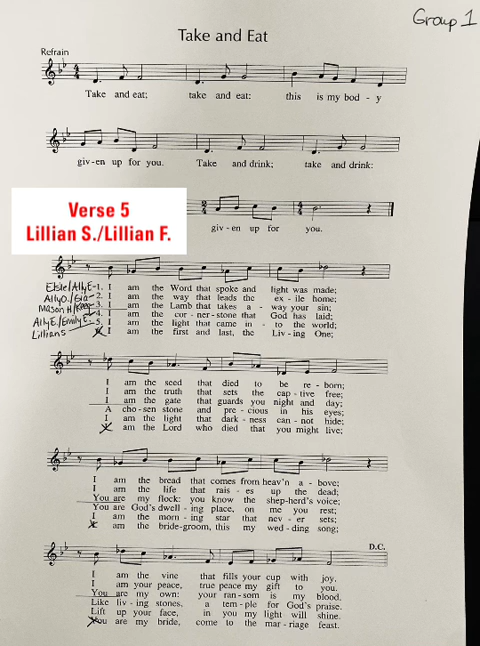 Group 1
Take and Eat
Refrain
Take and eat; take and eat: this is my bod - y
giv - en up for you. Take and drink; take and drink:
Verse 5
Lillian S./Lillian F.
giv - en up for you.
Elsie/Ally E - 1. I am the Word that spoke and light was made;
Ally O./Gia - 2. I am the way that leads the ex - ile home;
Mason H/ 3. I am the Lamb that takes a - way your sin;
4. I am the cor - ner - stone that God has laid;
Ally E./Emily E. - 5. I am the light that came in - to the world;
Lillians I am the first and last, the Liv - ing One;
I am the seed that died to be re - born;
I am the truth that sets the cap - tive free;
I am the gate that guards you night and day;
A cho - sen stone and pre - cious in his eyes;
I am the light that dark - ness can - not hide;
I am the Lord who died that you might live;
I am the bread that comes from heav'n a - bove;
I am the life that rais - es up the dead;
You are my flock: you know the shep - herd's voice;
You are God's dwell - ing place, on me you rest;
I am the morn - ing star that nev - er sets;
I am the bride - groom, this my wed - ding song;
D.C.
I am the vine that fills your cup with joy.
I am your peace, true peace my gift to you.
You are my own: your ran - som is my blood.
Like liv - ing stones, a tem - ple for God's praise.
Lift up your face, in you my light will shine.
You are my bride, come to the mar - riage feast.